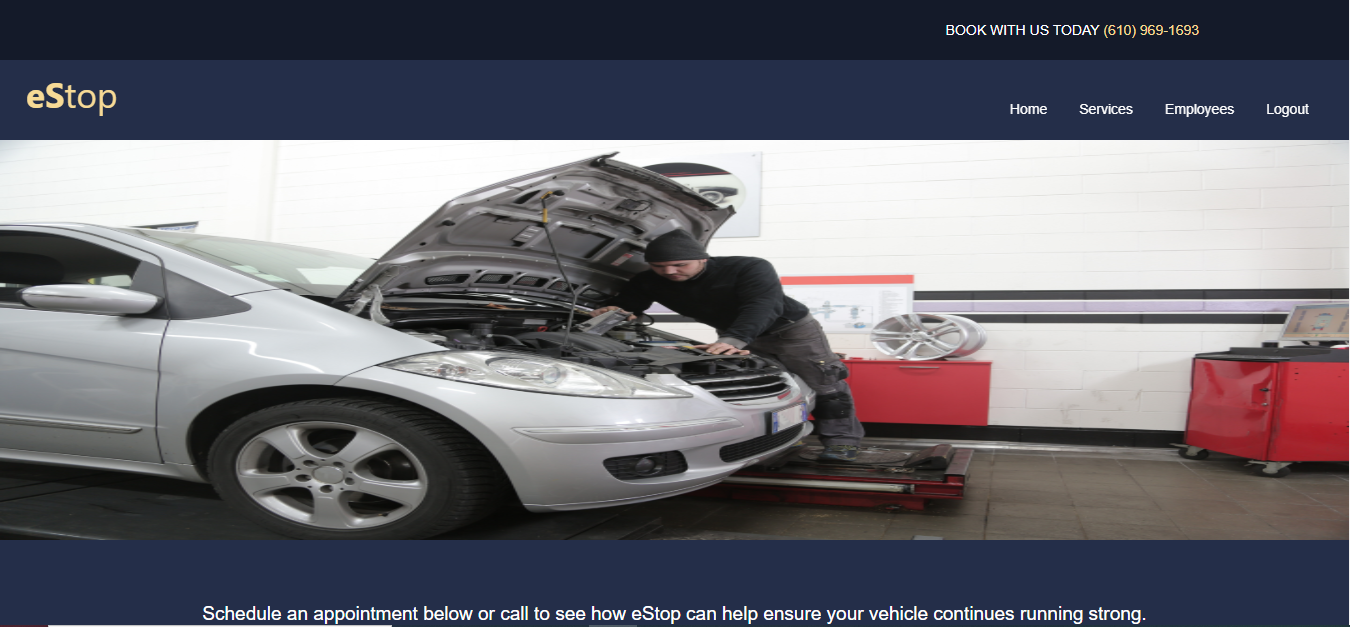 BOOK WITH US TODAY (610) 969-1693
eStop
Home Services Employees Logout
Schedule an appointment below or call to see how eStop can help ensure your vehicle continues running strong.